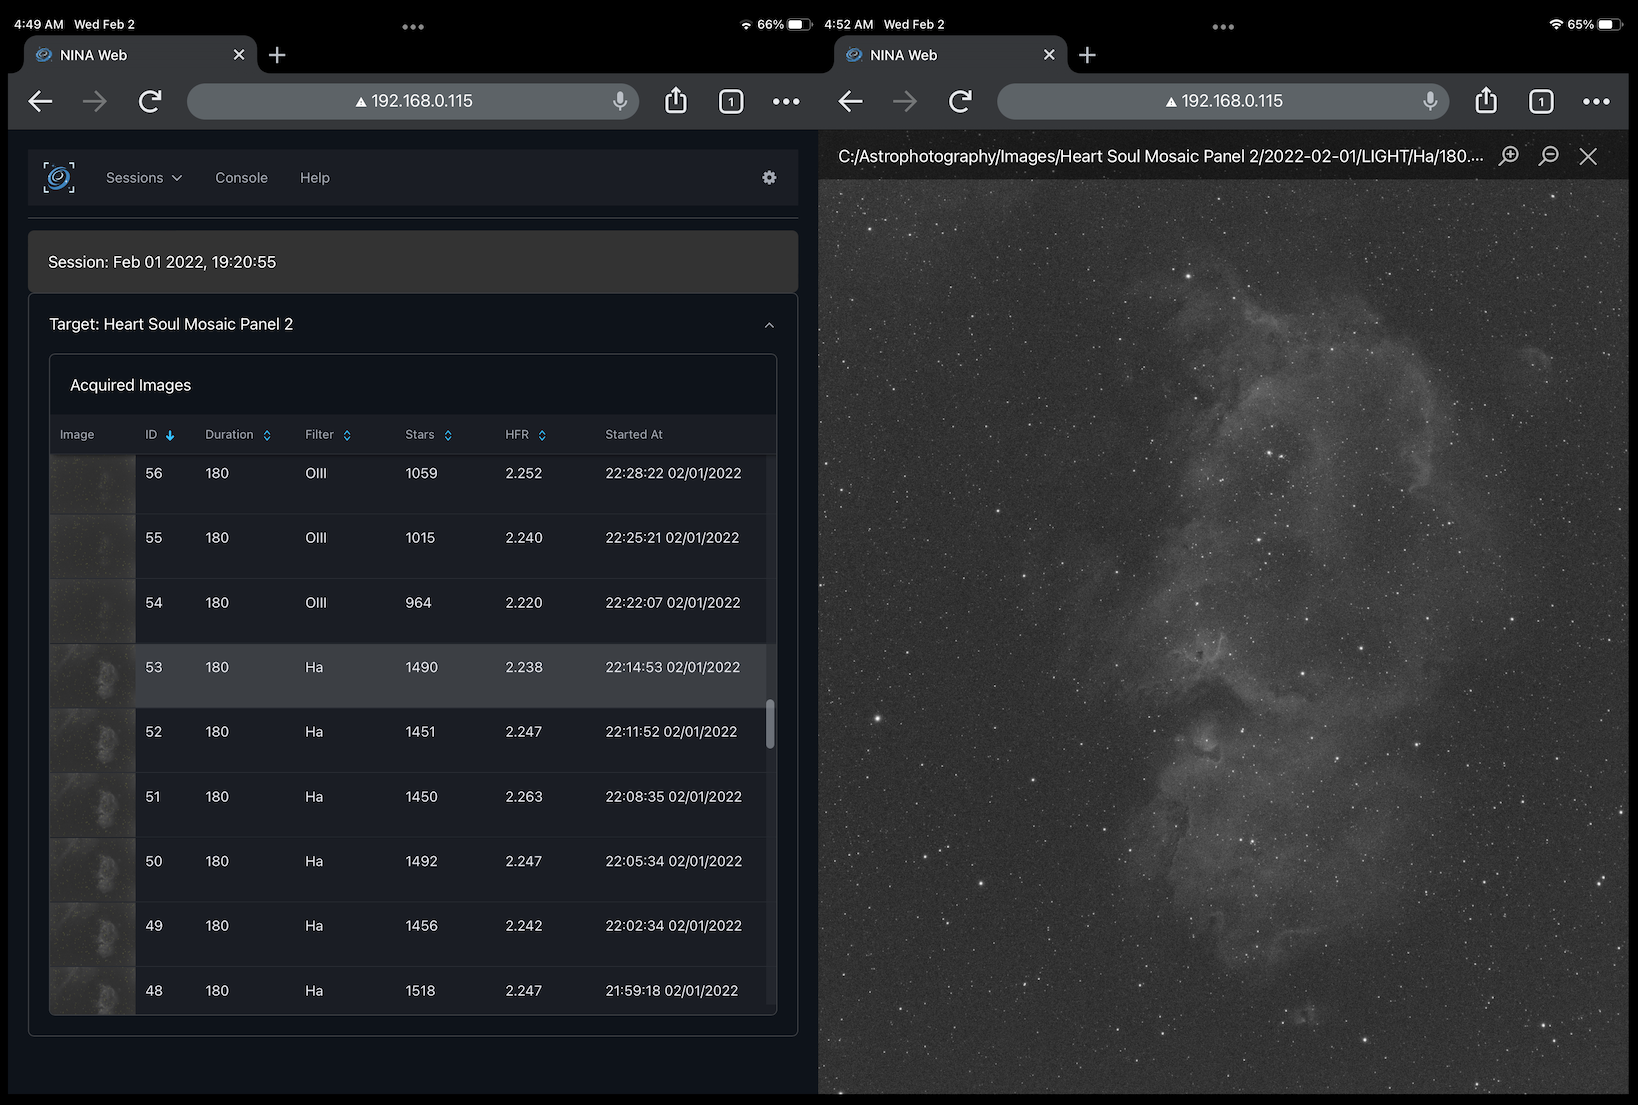 4:49 AM Wed Feb 2
66%
NINA Web
192.168.0.115
1
Sessions Console Help
Session: Feb 01 2022, 19:20:55
Target: Heart Soul Mosaic Panel 2
Acquired Images
Image ID Duration Filter Stars HFR Started At
56 180 OIII 1059 2.252 22:28:22 02/01/2022
55 180 OIII 1015 2.240 22:25:21 02/01/2022
54 180 OIII 964 2.220 22:22:07 02/01/2022
53 180 Ha 1490 2.238 22:14:53 02/01/2022
52 180 Ha 1451 2.247 22:11:52 02/01/2022
51 180 Ha 1450 2.263 22:08:35 02/01/2022
50 180 Ha 1492 2.247 22:05:34 02/01/2022
49 180 Ha 1456 2.242 22:02:34 02/01/2022
48 180 Ha 1518 2.247 21:59:18 02/01/2022
4:52 AM Wed Feb 2
65%
NINA Web
192.168.0.115
1
C:/Astrophotography/Images/Heart Soul Mosaic Panel 2/2022-02-01/LIGHT/Ha/180....